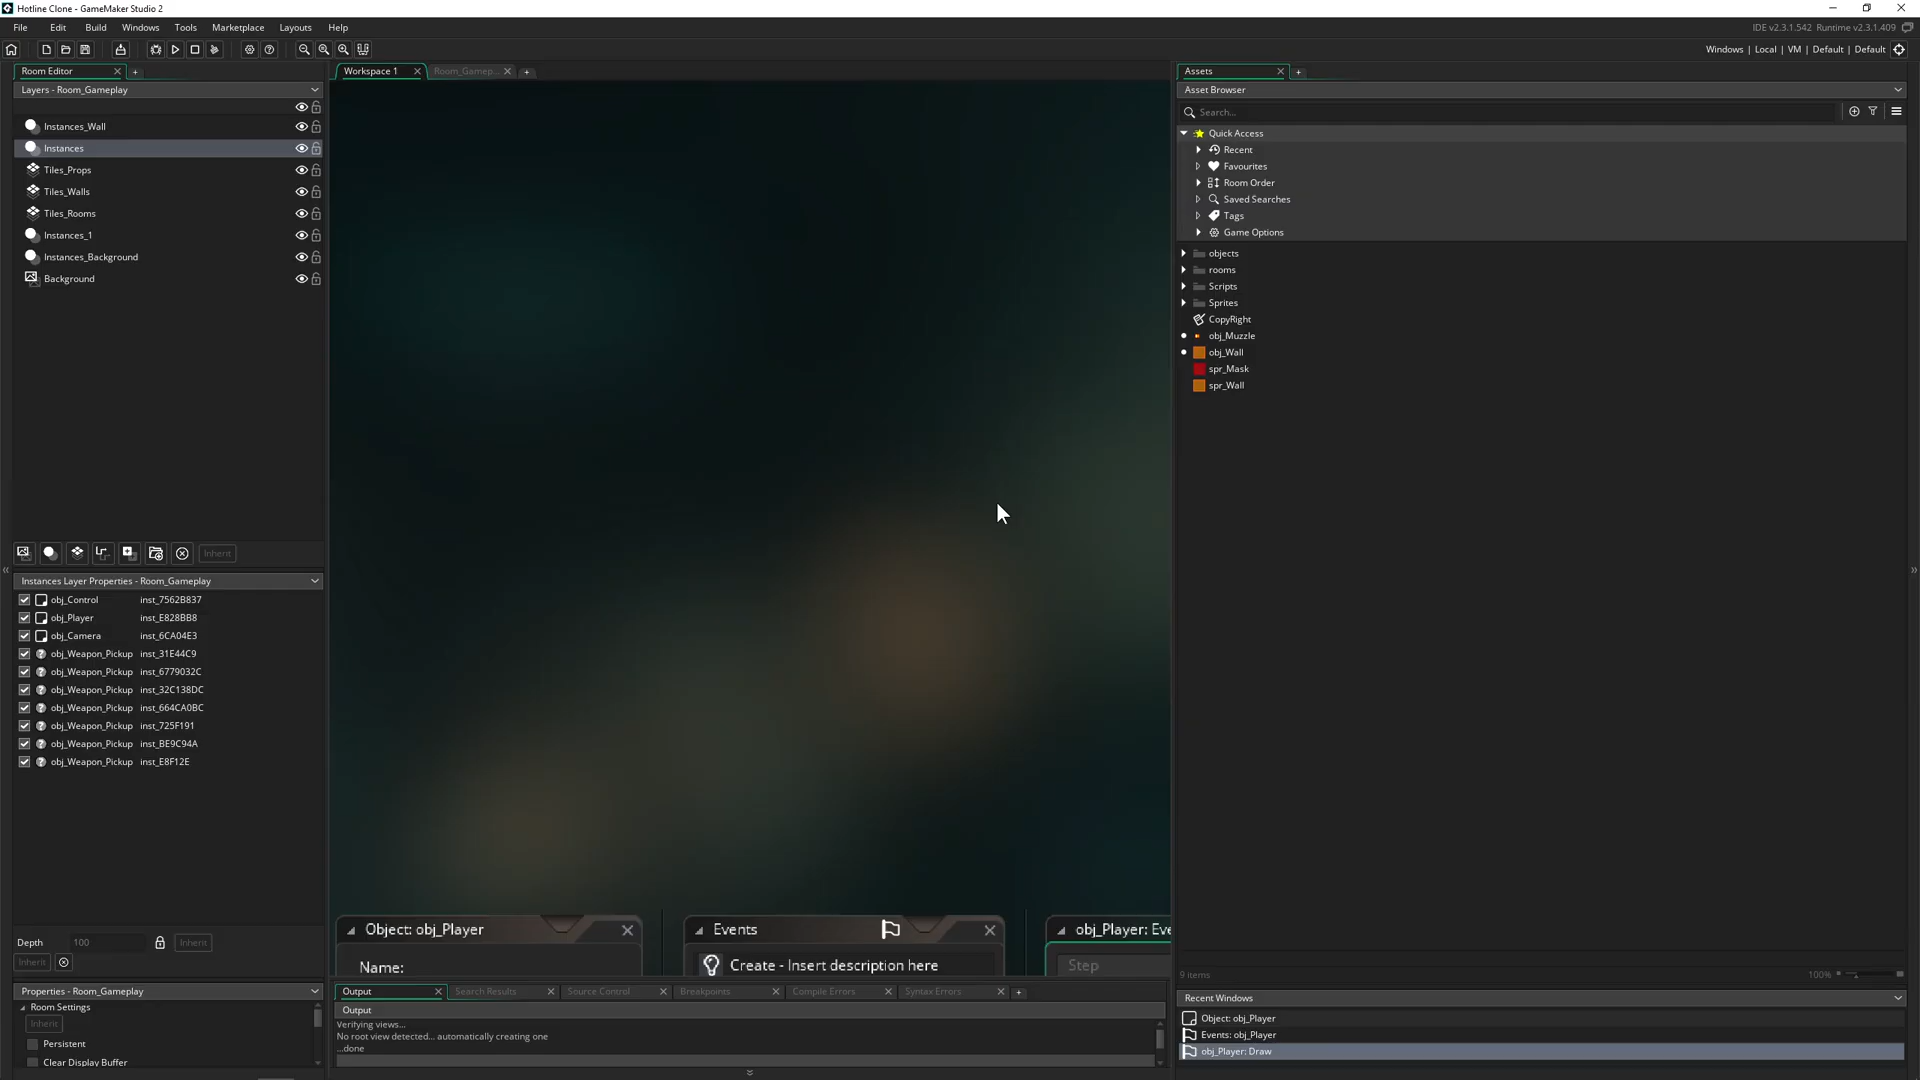 Hotline Clone - GameMaker Studio 2
File Edit Build Windows Tools Marketplace Layouts Help
IDE v2.3.1.542 Runtime v2.3.1.409
Windows | Local | VM | Default | Default
Room Editor
Layers - Room_Gameplay
Instances_Wall
Instances
Tiles_Props
Tiles_Walls
Tiles_Rooms
Instances_1
Instances_Background
Background
Inherit
Instances Layer Properties - Room_Gameplay
obj_Control inst_7562B837
obj_Player inst_E828BB8
obj_Camera inst_6CA04E3
obj_Weapon_Pickup inst_31E44C9
obj_Weapon_Pickup inst_6779032C
obj_Weapon_Pickup inst_32C138DC
obj_Weapon_Pickup inst_664CA0BC
obj_Weapon_Pickup inst_725F191
obj_Weapon_Pickup inst_BE9C94A
obj_Weapon_Pickup inst_E8F12E
Depth 100 Inherit
Inherit
Properties - Room_Gameplay
Room Settings
Inherit
Persistent
Clear Display Buffer
Workspace 1 Room_Gamep...
Object: obj_Player
Name:
Events
Create - Insert description here
obj_Player: Eve
Step
Output Search Results Source Control Breakpoints Compile Errors Syntax Errors
Output
Verifying views...
No root view detected... automatically creating one
...done
Assets
Asset Browser
Search...
Quick Access
Recent
Favourites
Room Order
Saved Searches
Tags
Game Options
objects
rooms
Scripts
Sprites
CopyRight
obj_Muzzle
obj_Wall
spr_Mask
spr_Wall
9 items 100%
Recent Windows
Object: obj_Player
Events: obj_Player
obj_Player: Draw